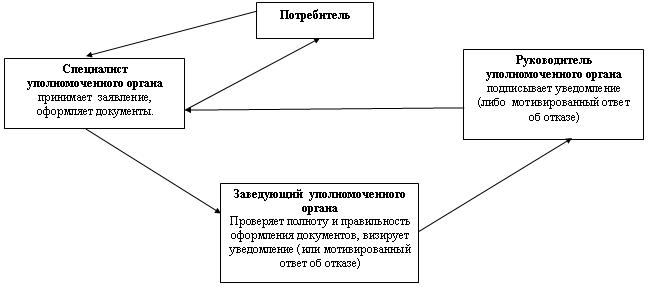 Потребитель
Специалист
уполномоченного органа
принимает заявление,
оформляет документы.
Руководитель
уполномоченного органа
подписывает уведомление
(либо мотивированный ответ
об отказе)
Заведующий уполномоченного
органа
Проверяет полноту и правильность
оформления документов, визирует
уведомление (или мотивированный
ответ об отказе)